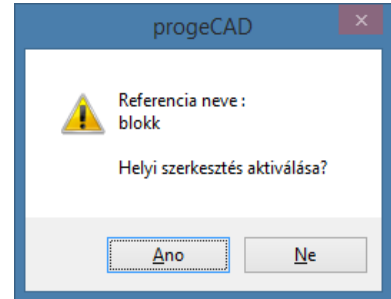 progeCAD
Referencia neve :
blokk
Helyi szerkesztés aktiválása?
Ano
Ne